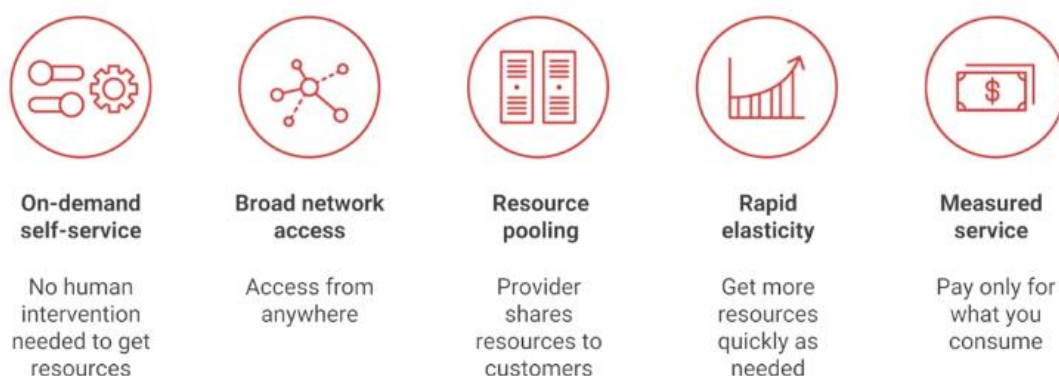 $
On-demand
self-service
No human
intervention
needed to get
resources
Broad network
access
Access from
anywhere
Resource
pooling
Provider
shares
resources to
customers
Rapid
elasticity
Get more
resources
quickly as
needed
Measured
service
Pay only for
what you
consume